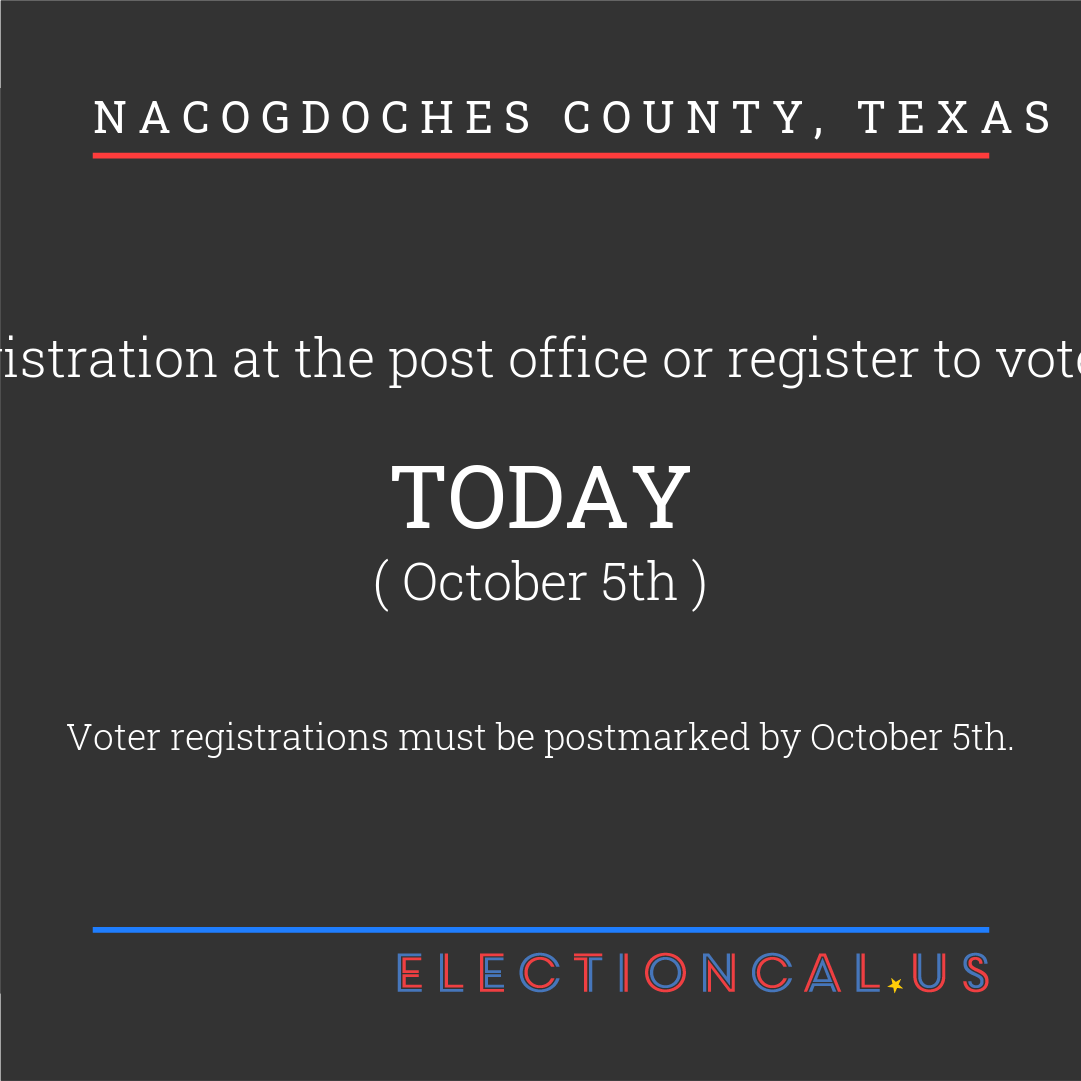 NACOGDOCHES COUNTY, TEXAS
istration at the post office or register to vot
TODAY
( October 5th )
Voter registrations must be postmarked by October 5th.
ELECTIONCAL.US